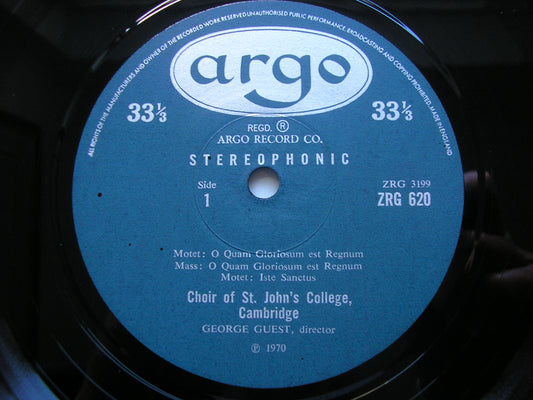 ALL RIGHTS OF THE MANUFACTURERS AND OWNER OF THE RECORDED WORK RESERVED UNAUTHORISED PUBLIC PERFORMANCE, BROADCASTING AND COPYING PROHIBITED. MADE IN ENGLAND
argo
33⅓ 33⅓
REGD. Ⓡ
ARGO RECORD CO.
STEREOPHONIC
Side ZRG 3199
1 ZRG 620
Motet: O Quam Gloriosum est Regnum
Mass: O Quam Gloriosum est Regnum
Motet: Iste Sanctus
Choir of St. John's College,
Cambridge
GEORGE GUEST, director
Ⓟ 1970